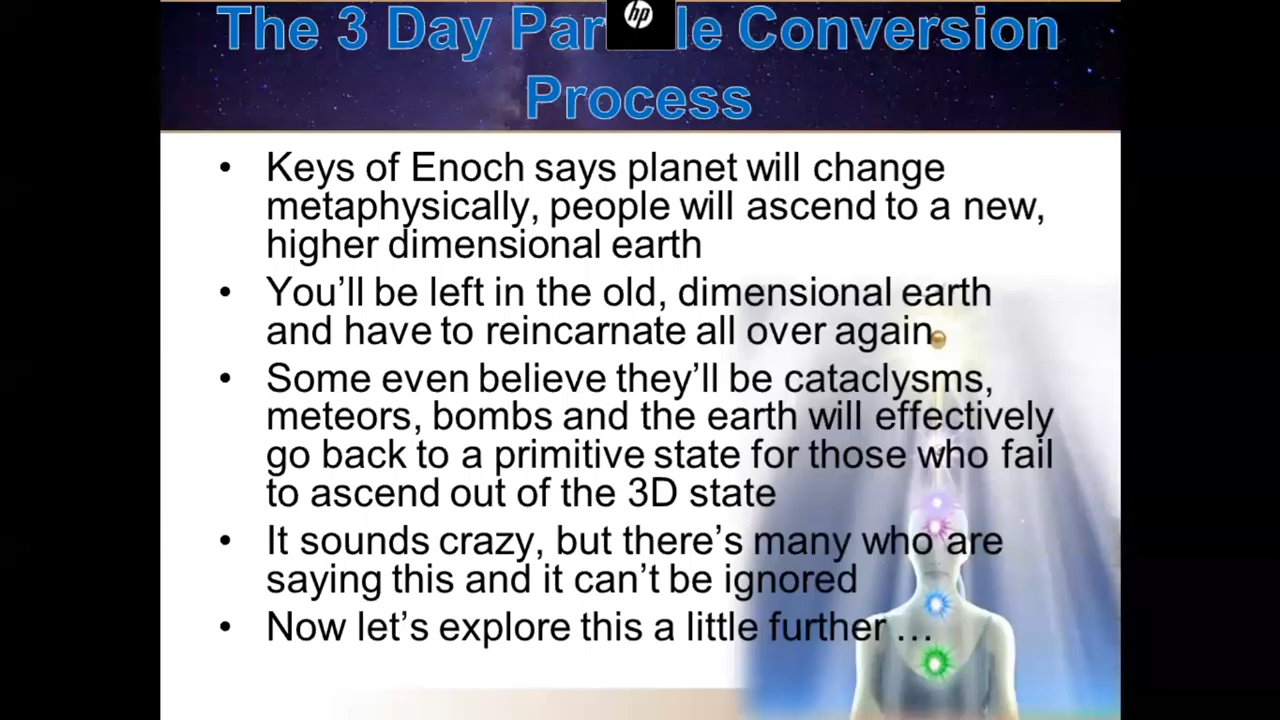 The 3 Day Par le Conversion
Process
hp
• Keys of Enoch says planet will change
metaphysically, people will ascend to a new,
higher dimensional earth
• You'll be left in the old, dimensional earth
and have to reincarnate all over again.
• Some even believe they'll be cataclysms,
meteors, bombs and the earth will effectively
go back to a primitive state for those who fail
to ascend out of the 3D state
• It sounds crazy, but there's many who are
saying this and it can't be ignored
• Now let's explore this a little further …